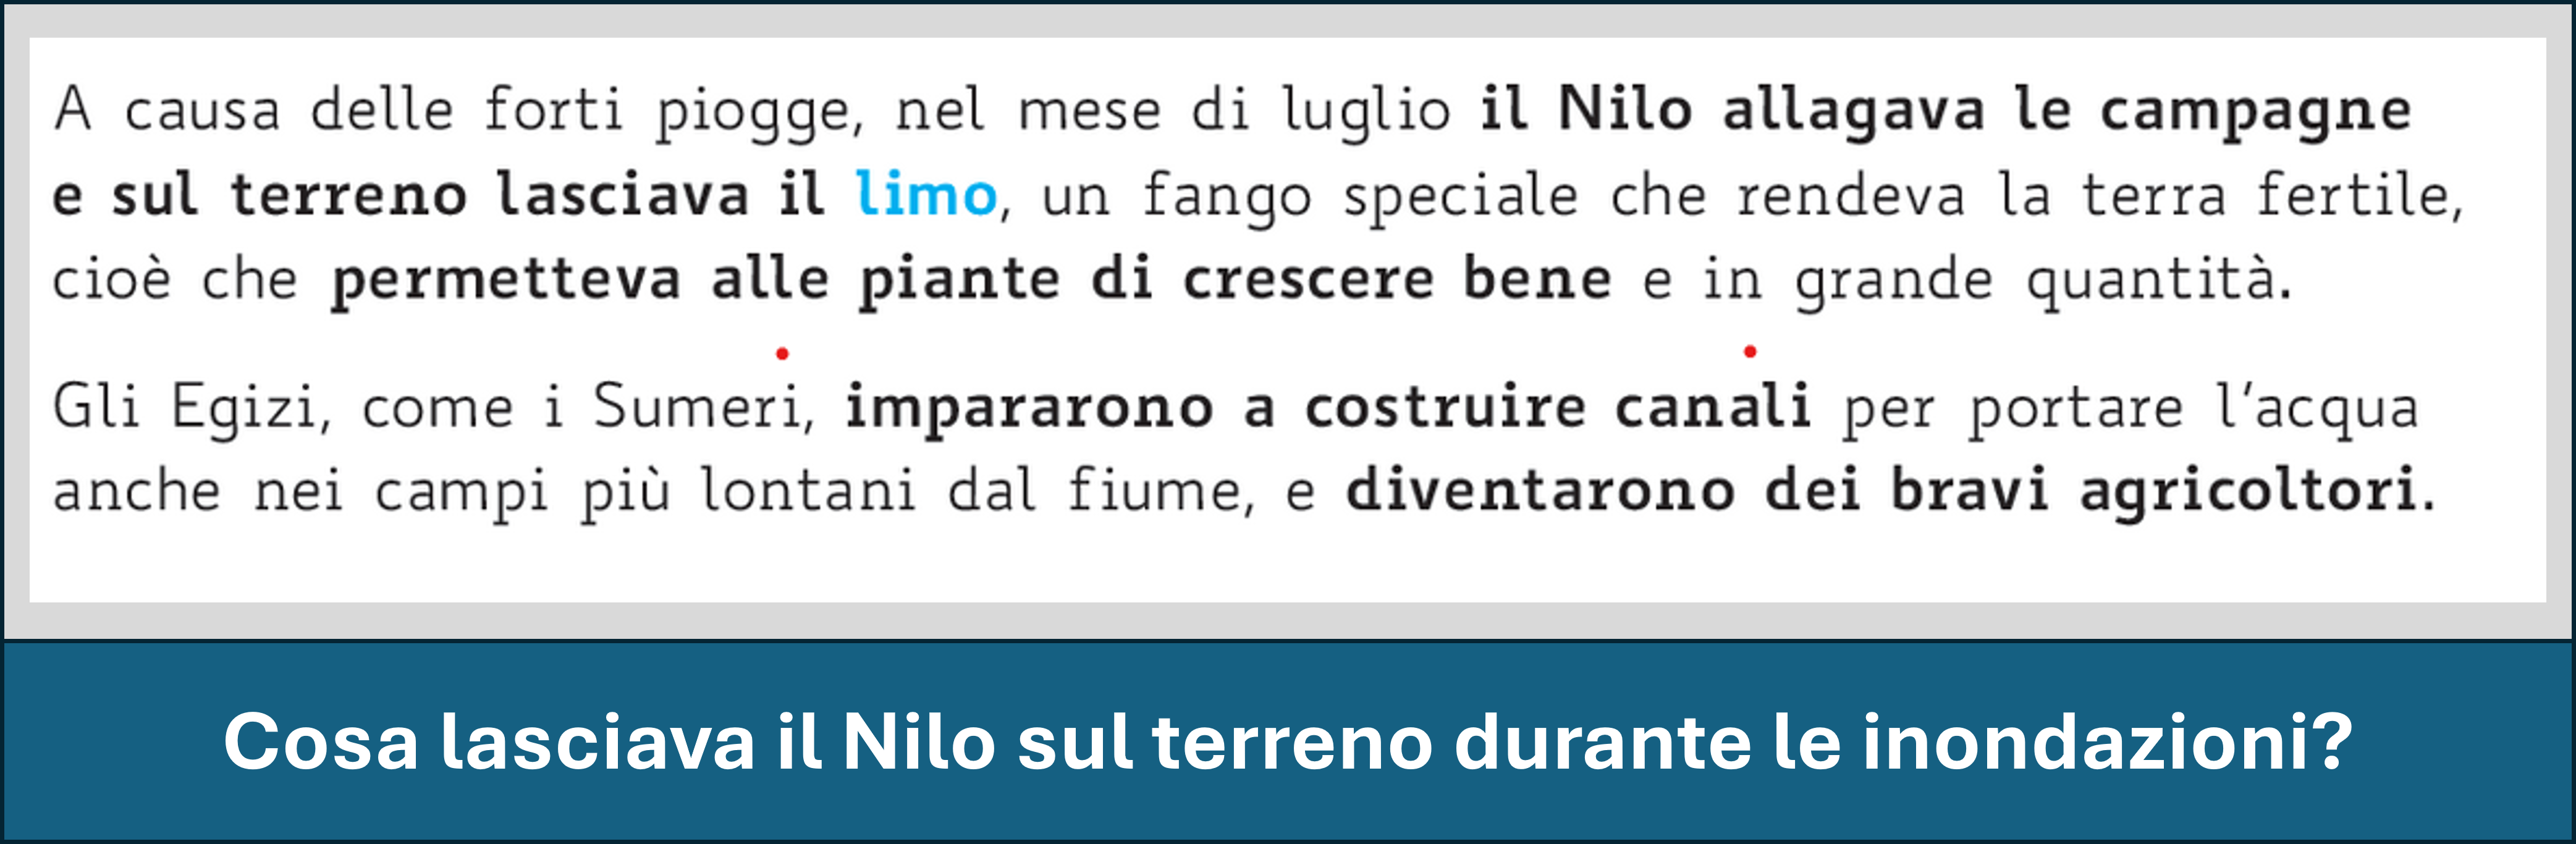 A causa delle forti piogge, nel mese di luglio il Nilo allagava le campagne
e sul terreno lasciava il limo, un fango speciale che rendeva la terra fertile,
cioè che permetteva alle piante di crescere bene e in grande quantità.
Gli Egizi, come i Sumeri, impararono a costruire canali per portare l'acqua
anche nei campi più lontani dal fiume, e diventarono dei bravi agricoltori.
Cosa lasciava il Nilo sul terreno durante le inondazioni?